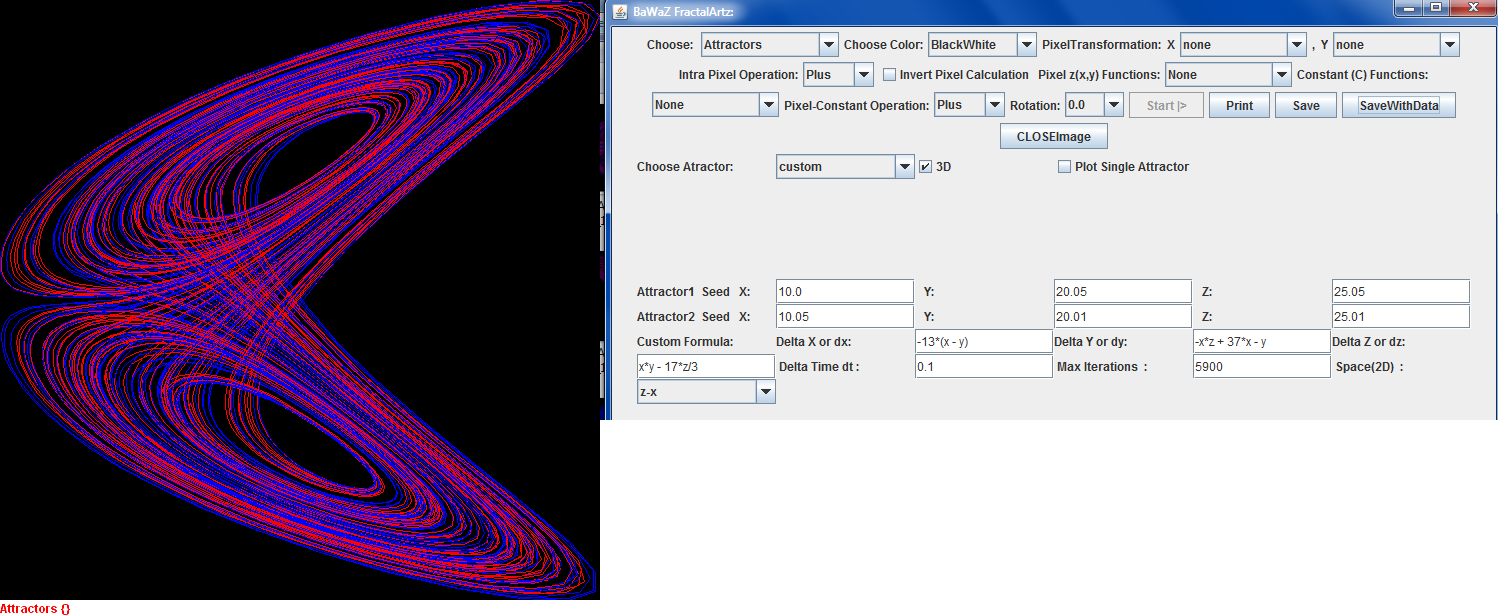 BaWaZ FractalArtz:
Choose: Attractors Choose Color: BlackWhite PixelTransformation: X none , Y none
Intra Pixel Operation: Plus Invert Pixel Calculation Pixel z(x,y) Functions: None Constant (C) Functions:
None Pixel-Constant Operation: Plus Rotation: 0.0 Start |> Print Save SaveWithData
CLOSEImage
Choose Atractor: custom 3D Plot Single Attractor
Attractor1 Seed X: 10.0 Y: 20.05 Z: 25.05
Attractor2 Seed X: 10.05 Y: 20.01 Z: 25.01
Custom Formula: Delta X or dx: -13*(x - y) Delta Y or dy: -x*z + 37*x - y Delta Z or dz:
x*y - 17*z/3 Delta Time dt : 0.1 Max Iterations : 5900 Space(2D) :
z-x
Attractors {}